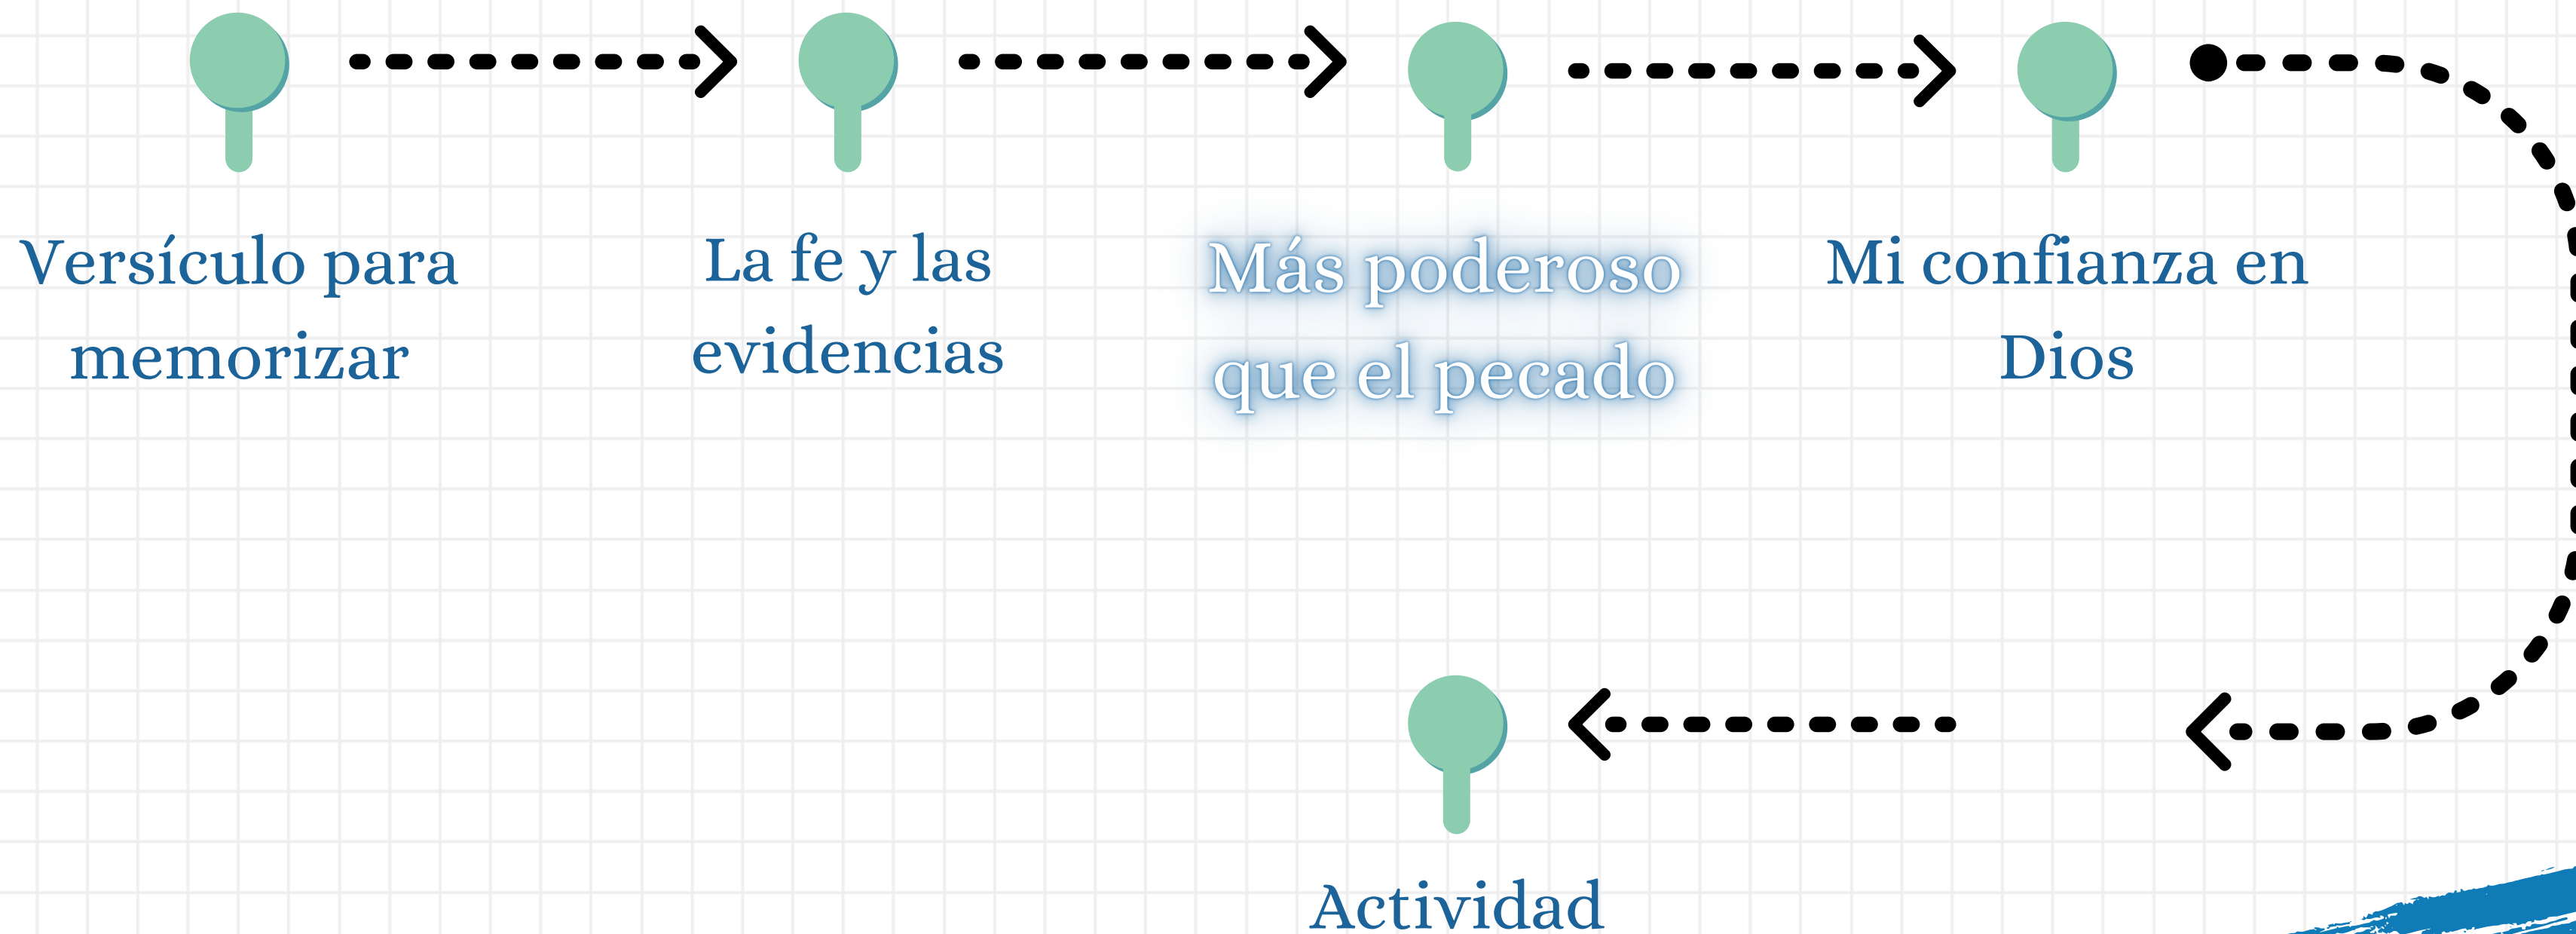 Versículo para
memorizar
La fe y las
evidencias
Más poderoso
que el pecado
Mi confianza en
Dios
Actividad